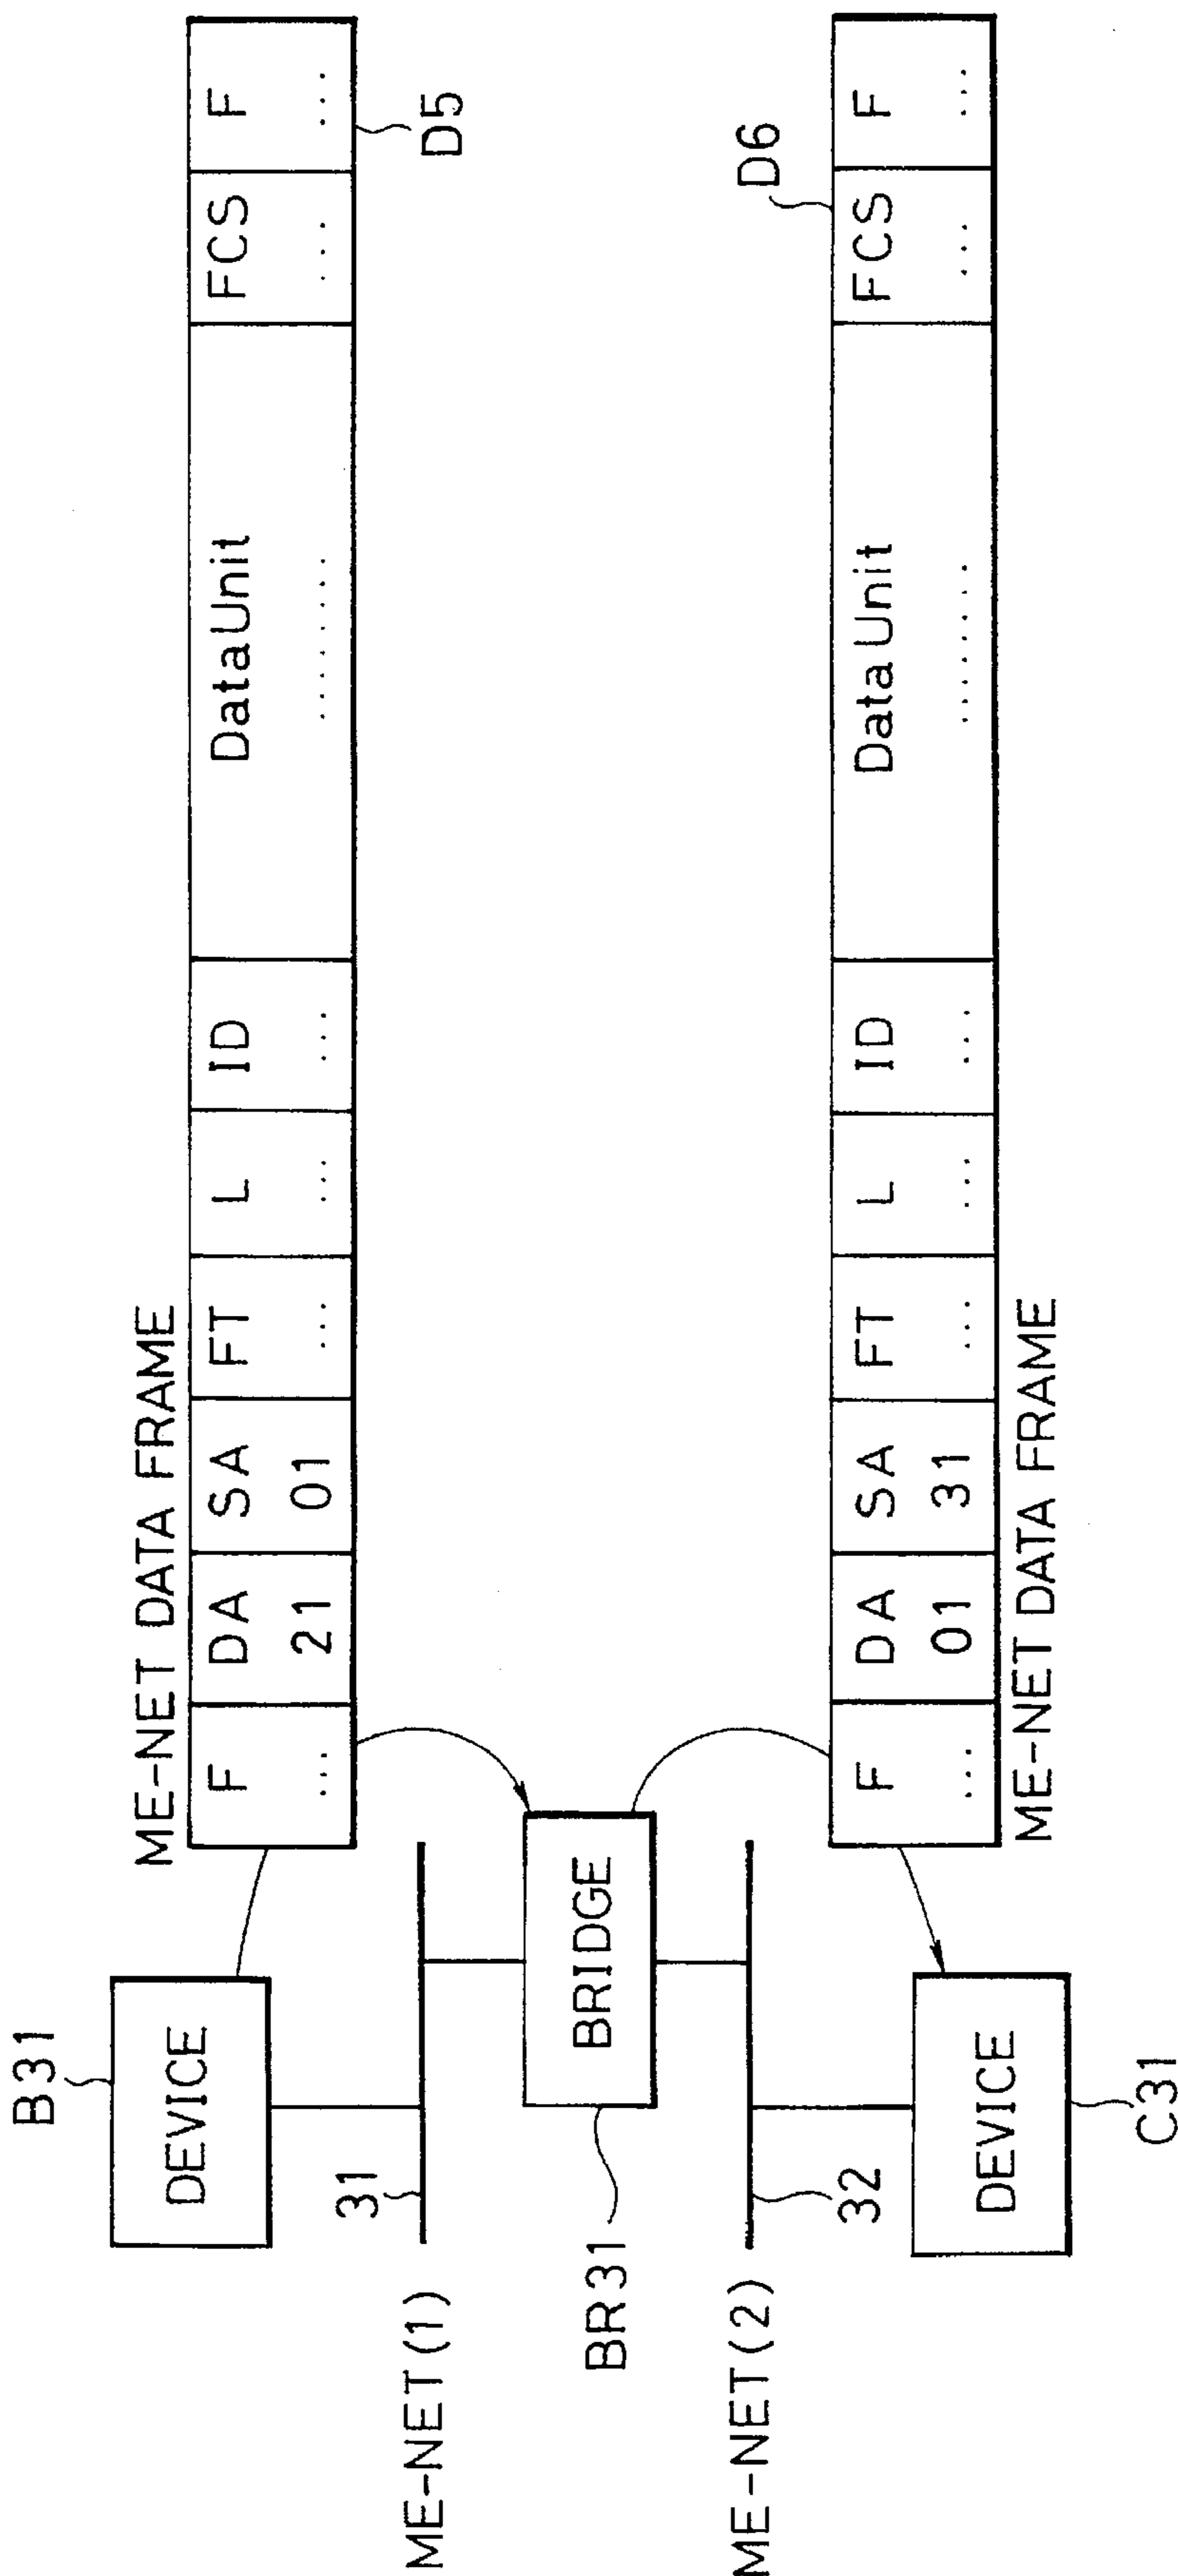 B31
DEVICE
ME-NET DATA FRAME
F DA SA FT L ID DataUnit FCS F
... 21 01 ... ... ... ........ ... ...
D5
ME-NET(1)
31
BR31
BRIDGE
ME-NET(2)
32
D6
F DA SA FT L ID DataUnit FCS F
... 01 31 ... ... ... ........ ... ...
ME-NET DATA FRAME
DEVICE
C31